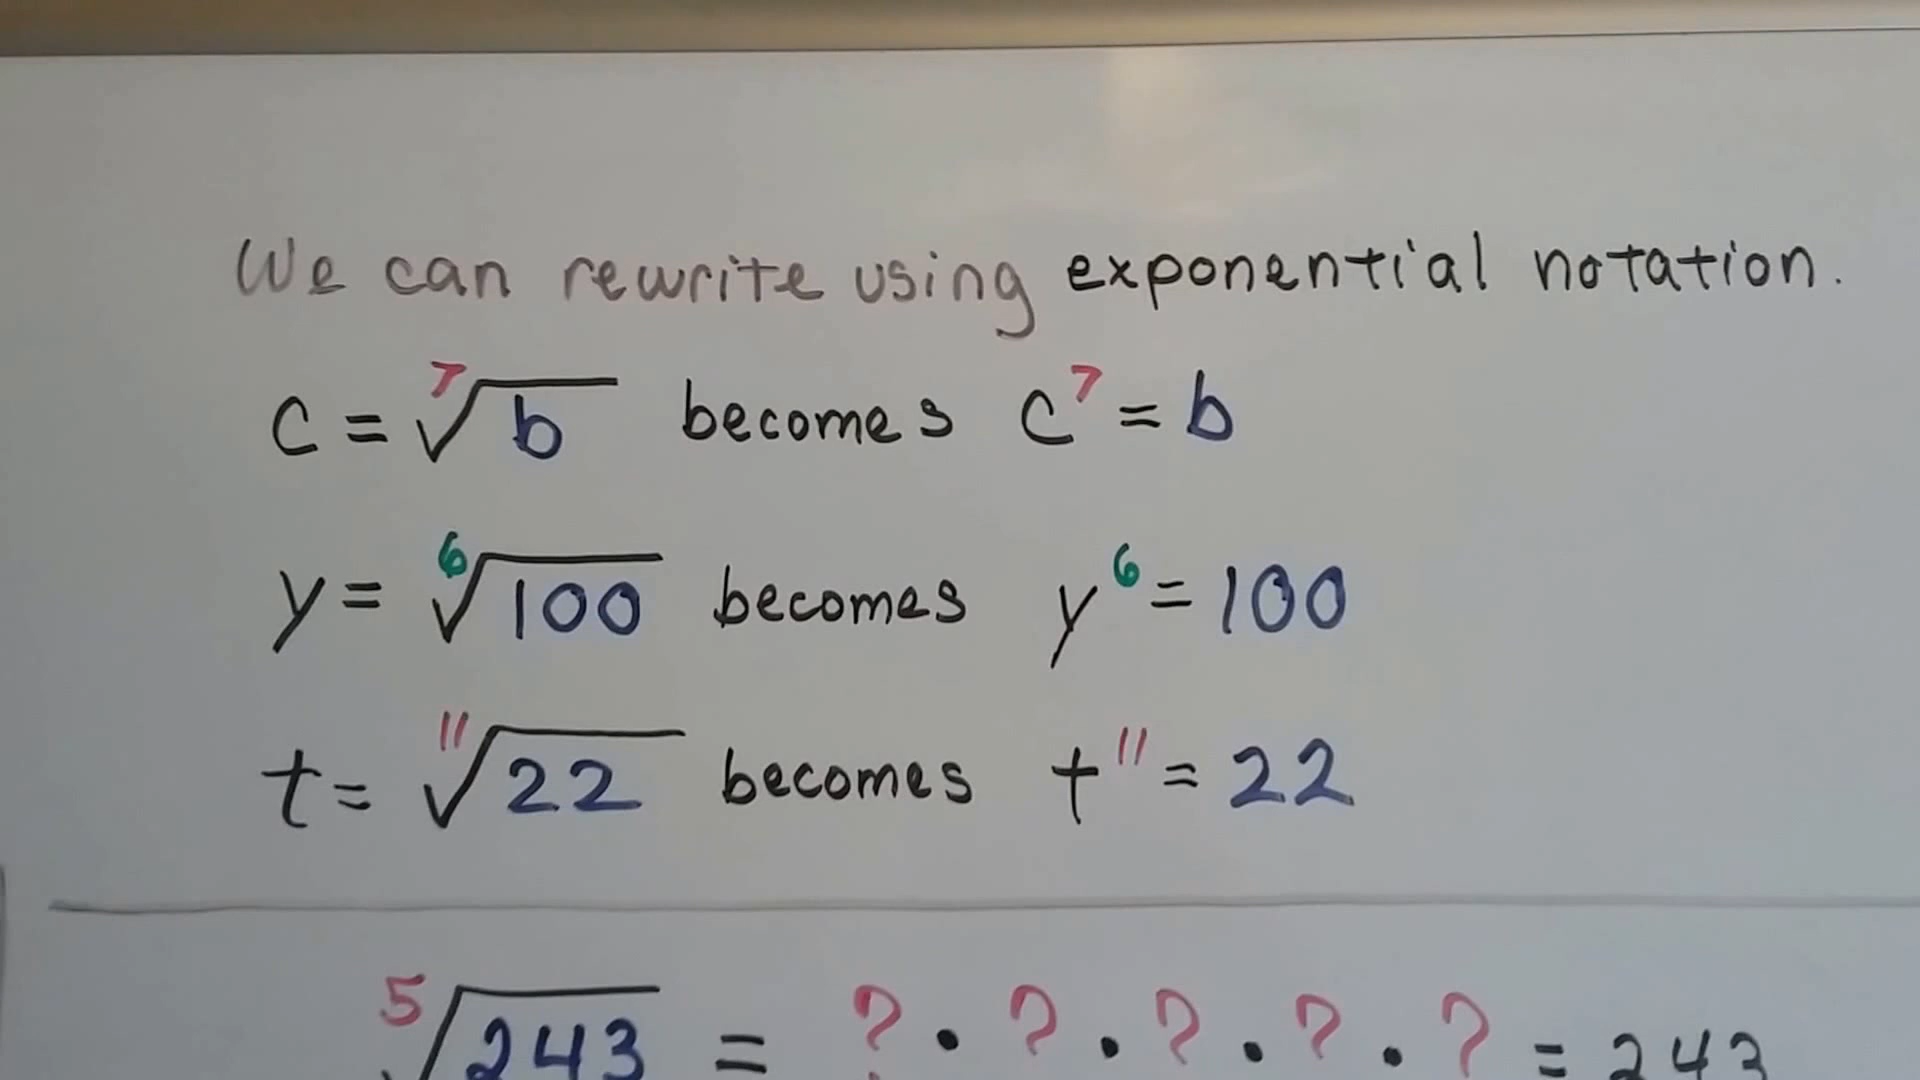 We can rewrite using exponential notation.
c = ⁷√b becomes c⁷ = b
y = ⁶√100 becomes y⁶ = 100
t = ¹¹√22 becomes t¹¹ = 22
⁵√243 = ? · ? · ? · ? · ? = 243